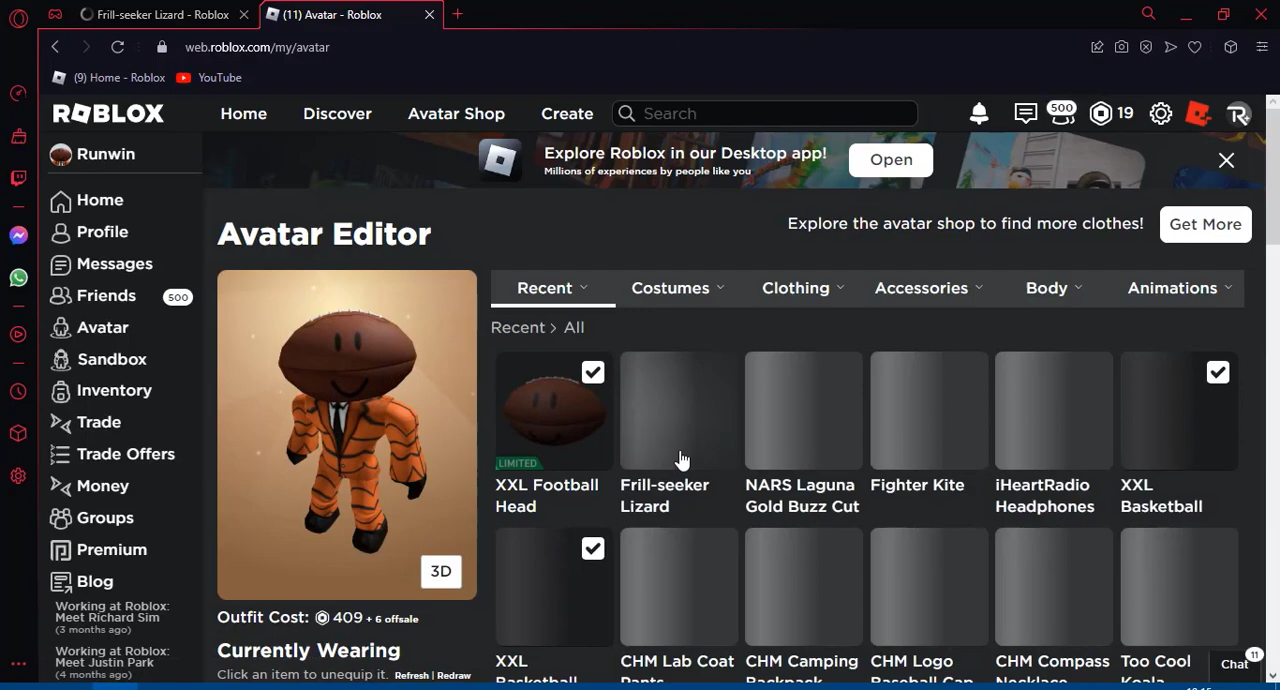 Frill-seeker Lizard - Roblox
(11) Avatar - Roblox
web.roblox.com/my/avatar
(9) Home - Roblox YouTube
ROBLOX Home Discover Avatar Shop Create Search 500 19
Runwin
Explore Roblox in our Desktop app!
Millions of experiences by people like you
Open
Home
Profile
Messages
Friends 500
Avatar
Sandbox
Inventory
Trade
Trade Offers
Money
Groups
Premium
Blog
Working at Roblox:
Meet Richard Sim
(3 months ago)
Working at Roblox:
Meet Justin Park
(4 months ago)
Avatar Editor
Explore the avatar shop to find more clothes! Get More
3D
Outfit Cost: 409 + 6 offsale
Currently Wearing
Click an item to unequip it. Refresh | Redraw
Recent Costumes Clothing Accessories Body Animations
Recent > All
LIMITED
XXL Football
Head
Frill-seeker
Lizard
NARS Laguna
Gold Buzz Cut
Fighter Kite
iHeartRadio
Headphones
XXL
Basketball
XXL
Basketball
CHM Lab Coat
Pants
CHM Camping
Backpack
CHM Logo
Baseball Cap
CHM Compass
Necklace
Too Cool
Koala
Chat 11